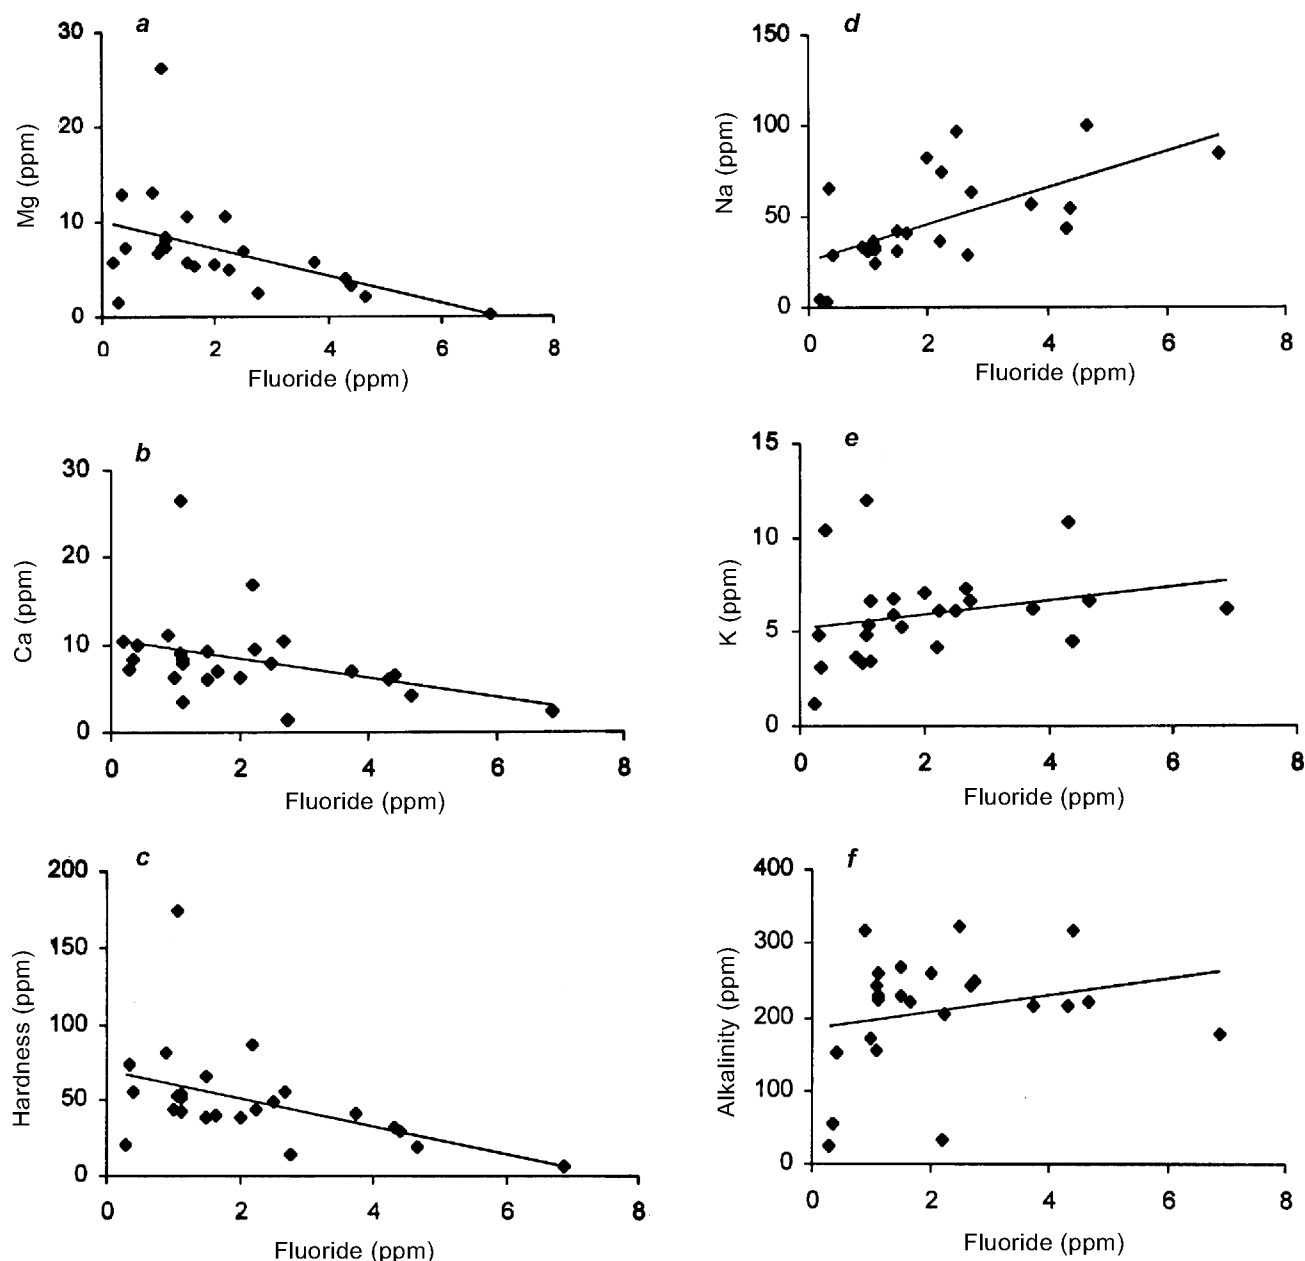 a
30
20
10
0
Mg (ppm)
0 2 4 6 8
Fluoride (ppm)
b
30
20
10
0
Ca (ppm)
0 2 4 6 8
Fluoride (ppm)
c
200
150
100
50
0
Hardness (ppm)
0 2 4 6 8
Fluoride (ppm)
d
150
100
50
0
Na (ppm)
0 2 4 6 8
Fluoride (ppm)
e
15
10
5
0
K (ppm)
0 2 4 6 8
Fluoride (ppm)
f
400
300
200
100
0
Alkalinity (ppm)
0 2 4 6 8
Fluoride (ppm)